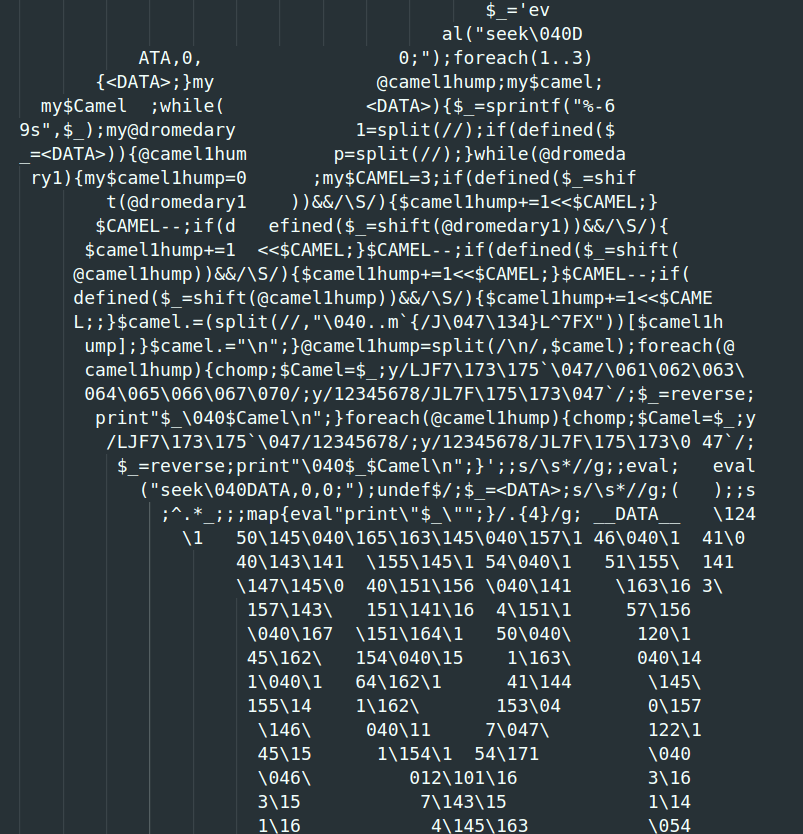 $_='ev
al("seek\040D
ATA,0, 0;");foreach(1..3)
{<DATA>;}my @camel1hump;my$camel;
my$Camel ;while( <DATA>){$_=sprintf("%-6
9s",$_);my@dromedary 1=split(//);if(defined($
_=<DATA>)){@camel1hum p=split(//);}while(@dromeda
ry1){my$camel1hump=0 ;my$CAMEL=3;if(defined($_=shif
t(@dromedary1 ))&&/\S/){$camel1hump+=1<<$CAMEL;}
$CAMEL--;if(d efined($_=shift(@dromedary1))&&/\S/){
$camel1hump+=1 <<$CAMEL;}$CAMEL--;if(defined($_=shift(
@camel1hump))&&/\S/){$camel1hump+=1<<$CAMEL;}$CAMEL--;if(
defined($_=shift(@camel1hump))&&/\S/){$camel1hump+=1<<$CAME
L;;}$camel.=(split(//,"\040..m`{/J\047\134}L^7FX"))[$camel1h
ump];}$camel.="\n";}@camel1hump=split(/\n/,$camel);foreach(@
camel1hump){chomp;$Camel=$_;y/LJF7\173\175`\047/\061\062\063\
064\065\066\067\070/;y/12345678/JL7F\175\173\047`/;$_=reverse;
print"$_\040$Camel\n";}foreach(@camel1hump){chomp;$Camel=$_;y
/LJF7\173\175`\047/12345678/;y/12345678/JL7F\175\173\0 47`/;
$_=reverse;print"\040$_$Camel\n";}';;s/\s*//g;;eval; eval
("seek\040DATA,0,0;");undef$/;$_=<DATA>;s/\s*//g;( );;s
;^.*_;;;map{eval"print\"$_\"";}/.{4}/g; __DATA__ \124
\1 50\145\040\165\163\145\040\157\1 46\040\1 41\0
40\143\141 \155\145\1 54\040\1 51\155\ 141
\147\145\0 40\151\156 \040\141 \163\16 3\
157\143\ 151\141\16 4\151\1 57\156
\040\167 \151\164\1 50\040\ 120\1
45\162\ 154\040\15 1\163\ 040\14
1\040\1 64\162\1 41\144 \145\
155\14 1\162\ 153\04 0\157
\146\ 040\11 7\047\ 122\1
45\15 1\154\1 54\171 \040
\046\ 012\101\16 3\16
3\15 7\143\15 1\14
1\16 4\145\163 \054